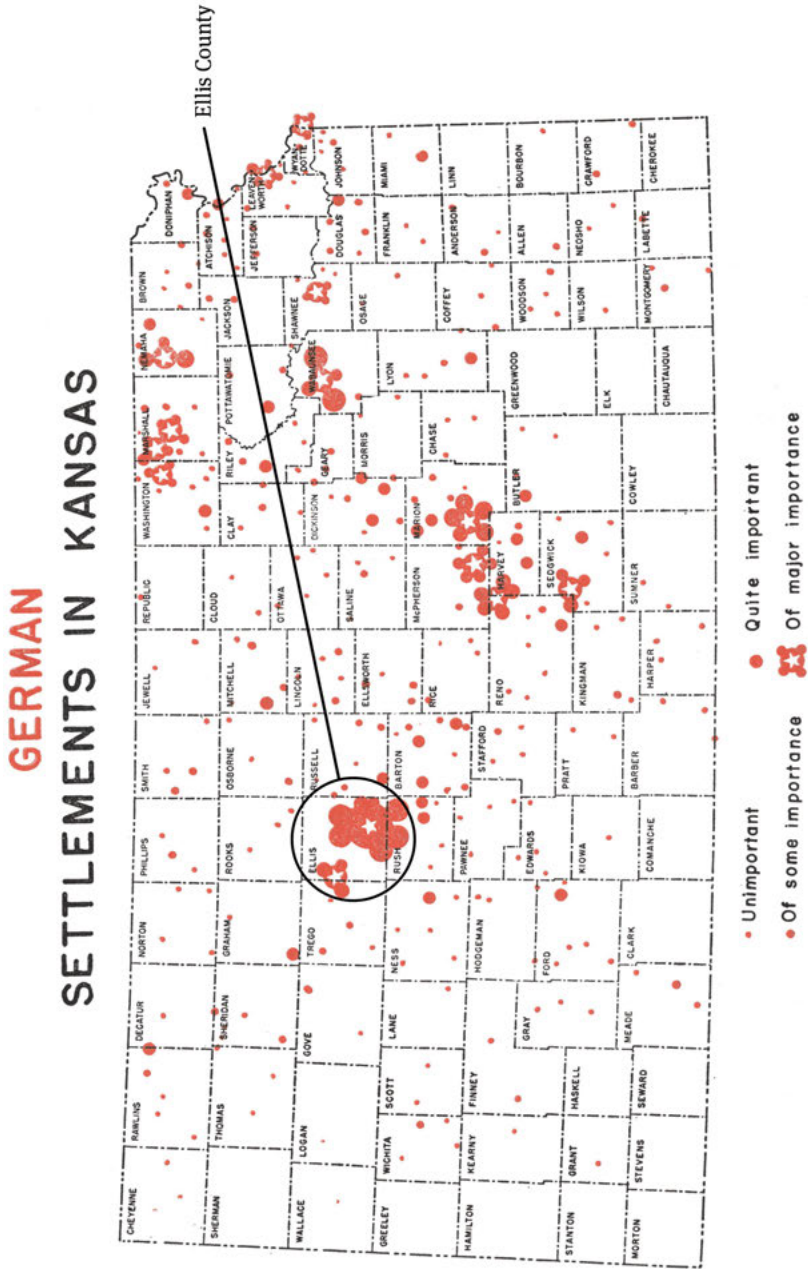 GERMAN
SETTLEMENTS IN KANSAS
Ellis County
CHEYENNE
RAWLINS
DECATUR
NORTON
PHILLIPS
SMITH
JEWELL
REPUBLIC
WASHINGTON
MARSHALL
NEMAHA
BROWN
DONIPHAN
SHERMAN
THOMAS
SHERIDAN
GRAHAM
ROOKS
OSBORNE
MITCHELL
CLOUD
CLAY
RILEY
POTTAWATOMIE
JACKSON
ATCHISON
WALLACE
LOGAN
GOVE
TREGO
ELLIS
RUSSELL
LINCOLN
OTTAWA
DICKINSON
GEARY
WABAUNSEE
SHAWNEE
JEFFERSON
LEAVEN-
WORTH
WYAN-
DOTTE
GREELEY
WICHITA
SCOTT
LANE
NESS
RUSH
BARTON
ELLSWORTH
SALINE
MORRIS
OSAGE
DOUGLAS
JOHNSON
HAMILTON
KEARNY
FINNEY
HODGEMAN
PAWNEE
RICE
McPHERSON
MARION
CHASE
LYON
COFFEY
FRANKLIN
MIAMI
STANTON
GRANT
HASKELL
GRAY
FORD
EDWARDS
STAFFORD
RENO
HARVEY
BUTLER
GREENWOOD
WOODSON
ANDERSON
LINN
KIOWA
PRATT
KINGMAN
SEDGWICK
ELK
WILSON
ALLEN
BOURBON
MORTON
STEVENS
SEWARD
MEADE
CLARK
COMANCHE
BARBER
HARPER
SUMNER
COWLEY
CHAUTAUQUA
MONTGOMERY
NEOSHO
CRAWFORD
LABETTE
CHEROKEE
Unimportant
Of some importance
Quite important
Of major importance